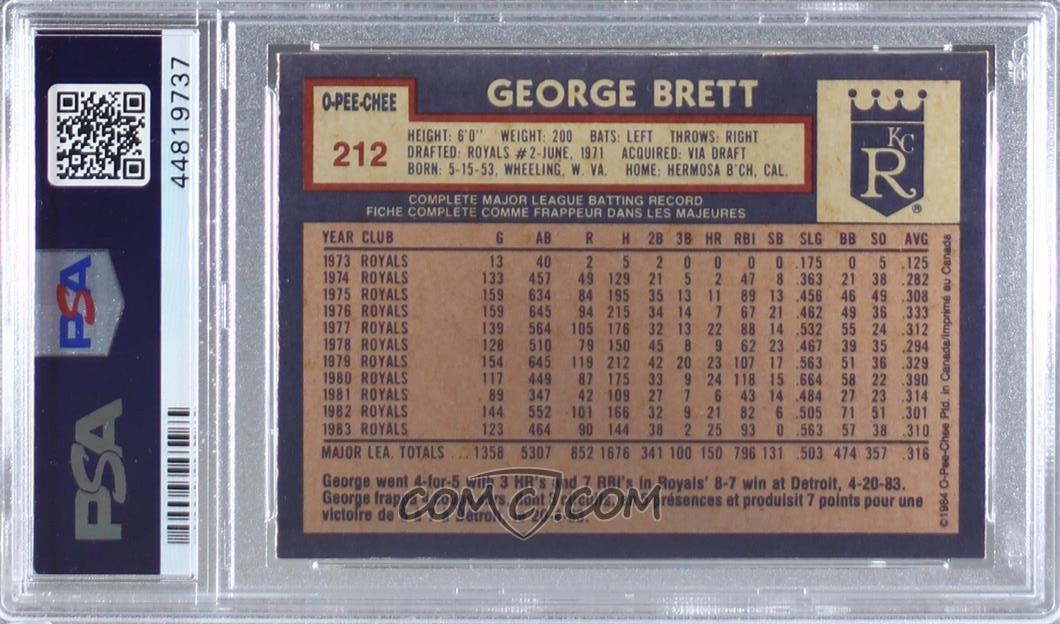 PSA
44819737
PSA
O-PEE-CHEE
GEORGE BRETT
212
HEIGHT: 6'0" WEIGHT: 200 BATS: LEFT THROWS: RIGHT
DRAFTED: ROYALS #2-JUNE, 1971 ACQUIRED: VIA DRAFT
BORN: 5-15-53, WHEELING, W. VA. HOME: HERMOSA B'CH, CAL.
KC
R
®
COMPLETE MAJOR LEAGUE BATTING RECORD
FICHE COMPLETE COMME FRAPPEUR DANS LES MAJEURES
YEAR CLUB G AB R H 2B 3B HR RBI SB SLG BB SO AVG
1973 ROYALS 13 40 2 5 2 0 0 0 0 .175 0 5 .125
1974 ROYALS 133 457 49 129 21 5 2 47 8 .363 21 38 .282
1975 ROYALS 159 634 84 195 35 13 11 89 13 .456 46 49 .308
1976 ROYALS 159 645 94 215 34 14 7 67 21 .462 49 36 .333
1977 ROYALS 139 564 105 176 32 13 22 88 14 .532 55 24 .312
1978 ROYALS 128 510 79 150 45 8 9 62 23 .467 39 35 .294
1979 ROYALS 154 645 119 212 42 20 23 107 17 .563 51 36 .329
1980 ROYALS 117 449 87 175 33 9 24 118 15 .664 58 22 .390
1981 ROYALS 89 347 42 109 27 7 6 43 14 .484 27 23 .314
1982 ROYALS 144 552 101 166 32 9 21 82 6 .505 71 51 .301
1983 ROYALS 123 464 90 144 38 2 25 93 0 .563 57 38 .310
MAJOR LEA. TOTALS ... 1358 5307 852 1676 341 100 150 796 131 .503 474 357 .316
George went 4-for-5 with 3 HR's and 7 RBI's in Royals' 8-7 win at Detroit, 4-20-83.
George présences et produisit 7 points pour une
victoire de
COMC COMC.COM
©1984 O-Pee-Chee Ptd. in Canada/Imprimé au Canada